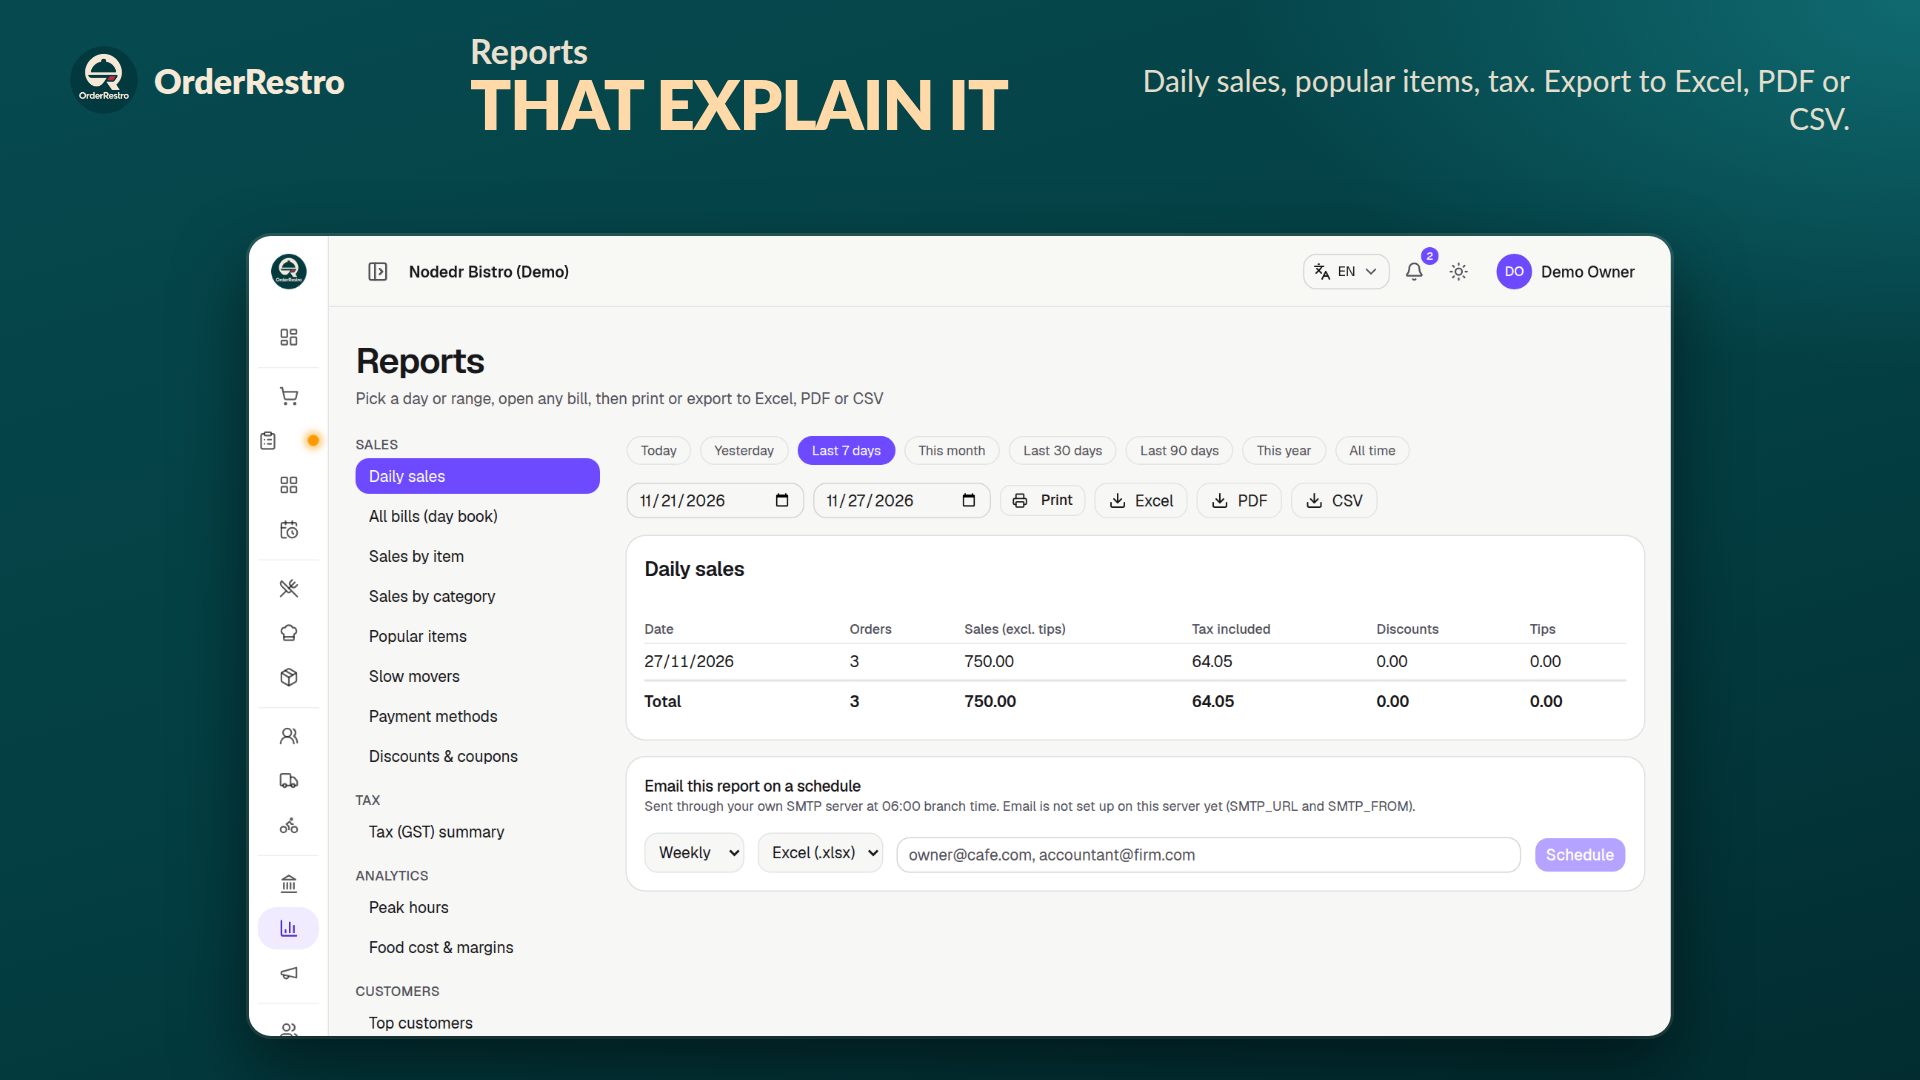 OrderRestro
OrderRestro
Reports
THAT EXPLAIN IT
Daily sales, popular items, tax. Export to Excel, PDF or
CSV.
OrderRestro
Nodedr Bistro (Demo)
EN
2
DO
Demo Owner
Reports
Pick a day or range, open any bill, then print or export to Excel, PDF or CSV
SALES
Daily sales
All bills (day book)
Sales by item
Sales by category
Popular items
Slow movers
Payment methods
Discounts & coupons
TAX
Tax (GST) summary
ANALYTICS
Peak hours
Food cost & margins
CUSTOMERS
Top customers
Today Yesterday Last 7 days This month Last 30 days Last 90 days This year All time
11/21/2026 11/27/2026 Print Excel PDF CSV
Daily sales
Date Orders Sales (excl. tips) Tax included Discounts Tips
27/11/2026 3 750.00 64.05 0.00 0.00
Total 3 750.00 64.05 0.00 0.00
Email this report on a schedule
Sent through your own SMTP server at 06:00 branch time. Email is not set up on this server yet (SMTP_URL and SMTP_FROM).
Weekly Excel (.xlsx) owner@cafe.com, accountant@firm.com Schedule